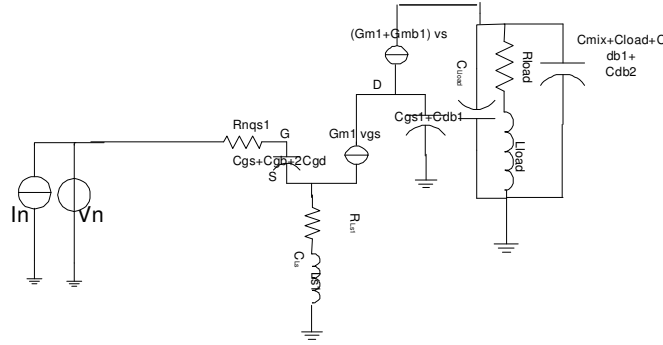 (Gm1+Gmb1) vs
Cmix+Cload+C
db1+
Cdb2
Rload
CLload
D
Cgs1+Cdb1
Rnqs1
G
Gm1 vgs
Cgs+Cgb+2Cgd
S
Lload
In
Vn
RLs1
CLs
Ls1